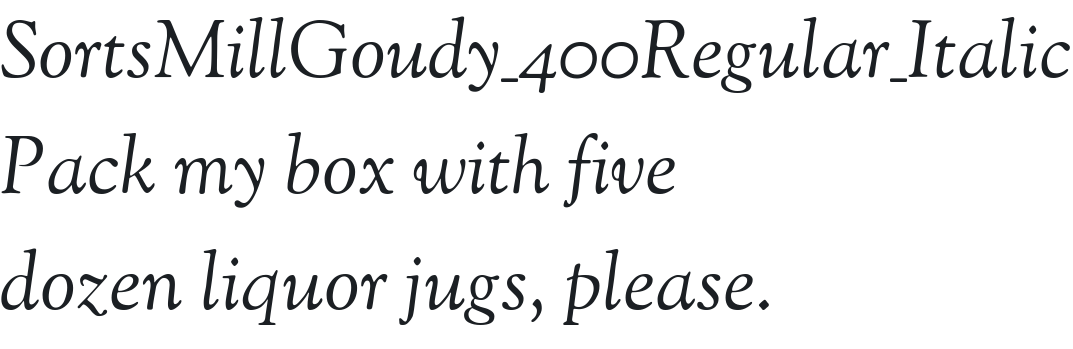 SortsMillGoudy_400Regular_Italic
Pack my box with five
dozen liquor jugs, please.